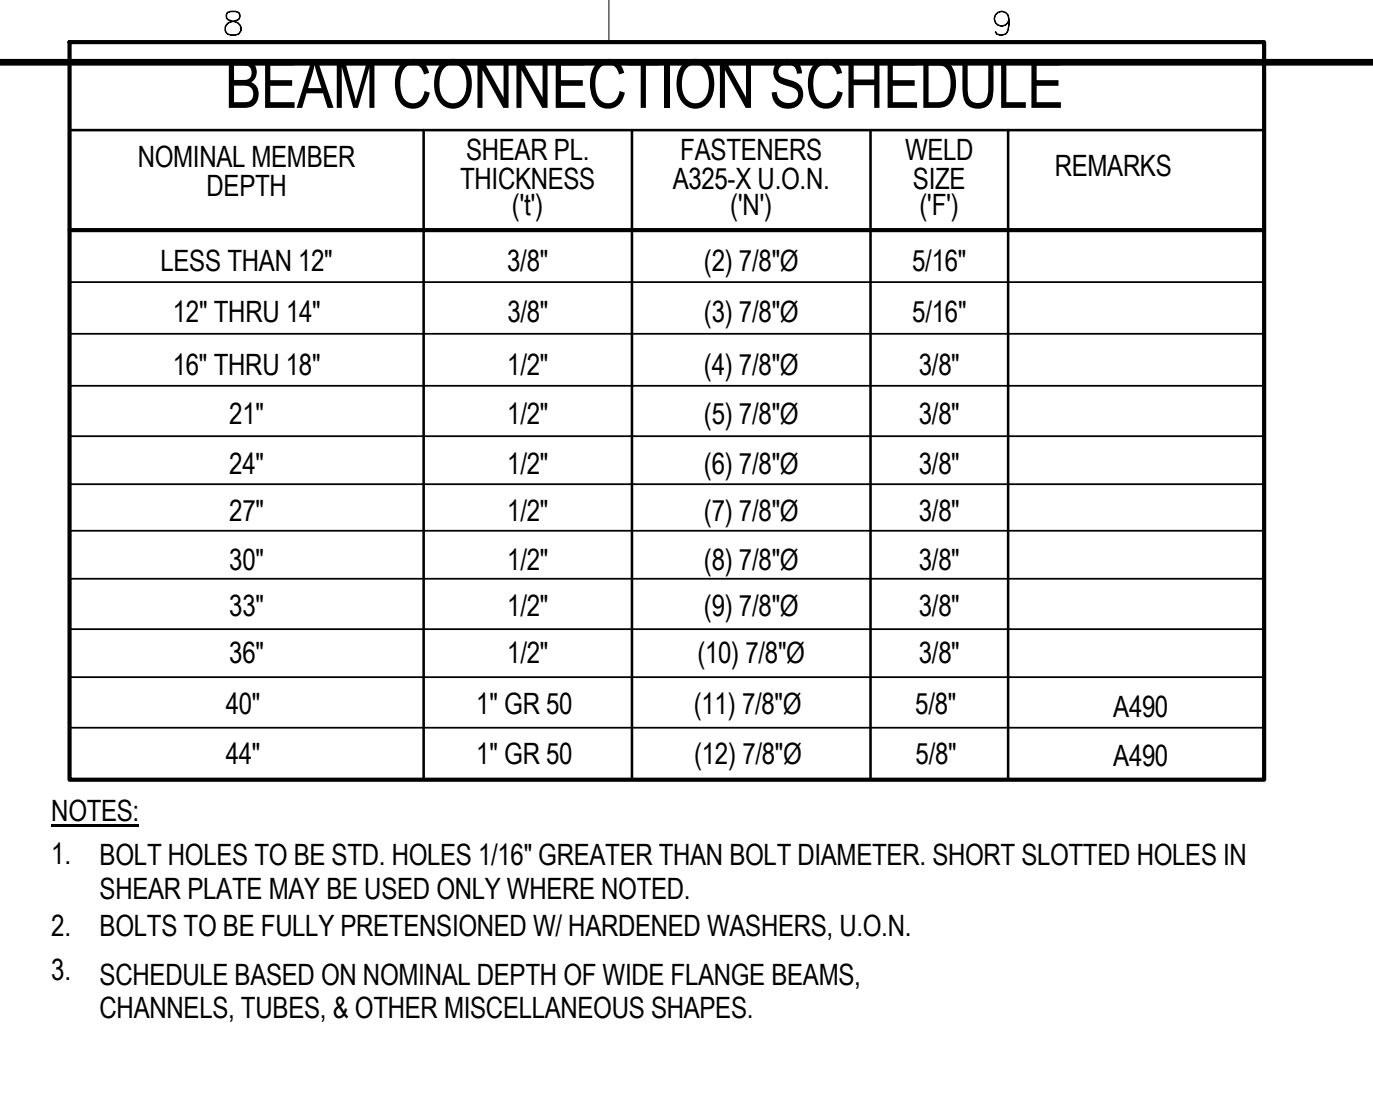 8 9
BEAM CONNECTION SCHEDULE
NOMINAL MEMBER DEPTH SHEAR PL. THICKNESS ('t') FASTENERS A325-X U.O.N. ('N') WELD SIZE ('F') REMARKS
LESS THAN 12" 3/8" (2) 7/8"Ø 5/16"
12" THRU 14" 3/8" (3) 7/8"Ø 5/16"
16" THRU 18" 1/2" (4) 7/8"Ø 3/8"
21" 1/2" (5) 7/8"Ø 3/8"
24" 1/2" (6) 7/8"Ø 3/8"
27" 1/2" (7) 7/8"Ø 3/8"
30" 1/2" (8) 7/8"Ø 3/8"
33" 1/2" (9) 7/8"Ø 3/8"
36" 1/2" (10) 7/8"Ø 3/8"
40" 1" GR 50 (11) 7/8"Ø 5/8" A490
44" 1" GR 50 (12) 7/8"Ø 5/8" A490
NOTES:
1. BOLT HOLES TO BE STD. HOLES 1/16" GREATER THAN BOLT DIAMETER. SHORT SLOTTED HOLES IN
SHEAR PLATE MAY BE USED ONLY WHERE NOTED.
2. BOLTS TO BE FULLY PRETENSIONED W/ HARDENED WASHERS, U.O.N.
3. SCHEDULE BASED ON NOMINAL DEPTH OF WIDE FLANGE BEAMS,
CHANNELS, TUBES, & OTHER MISCELLANEOUS SHAPES.